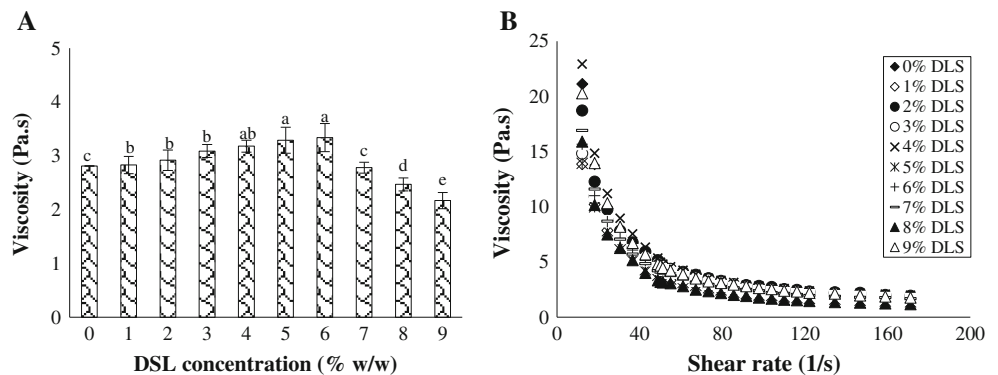 A
Viscosity (Pa.s)
5
4
3
2
1
0
c
b
b
b
ab
a
a
c
d
e
0 1 2 3 4 5 6 7 8 9
DSL concentration (% w/w)
B
Viscosity (Pa.s)
25
20
15
10
5
0
0 40 80 120 160 200
Shear rate (1/s)
0% DLS
1% DLS
2% DLS
3% DLS
4% DLS
5% DLS
6% DLS
7% DLS
8% DLS
9% DLS